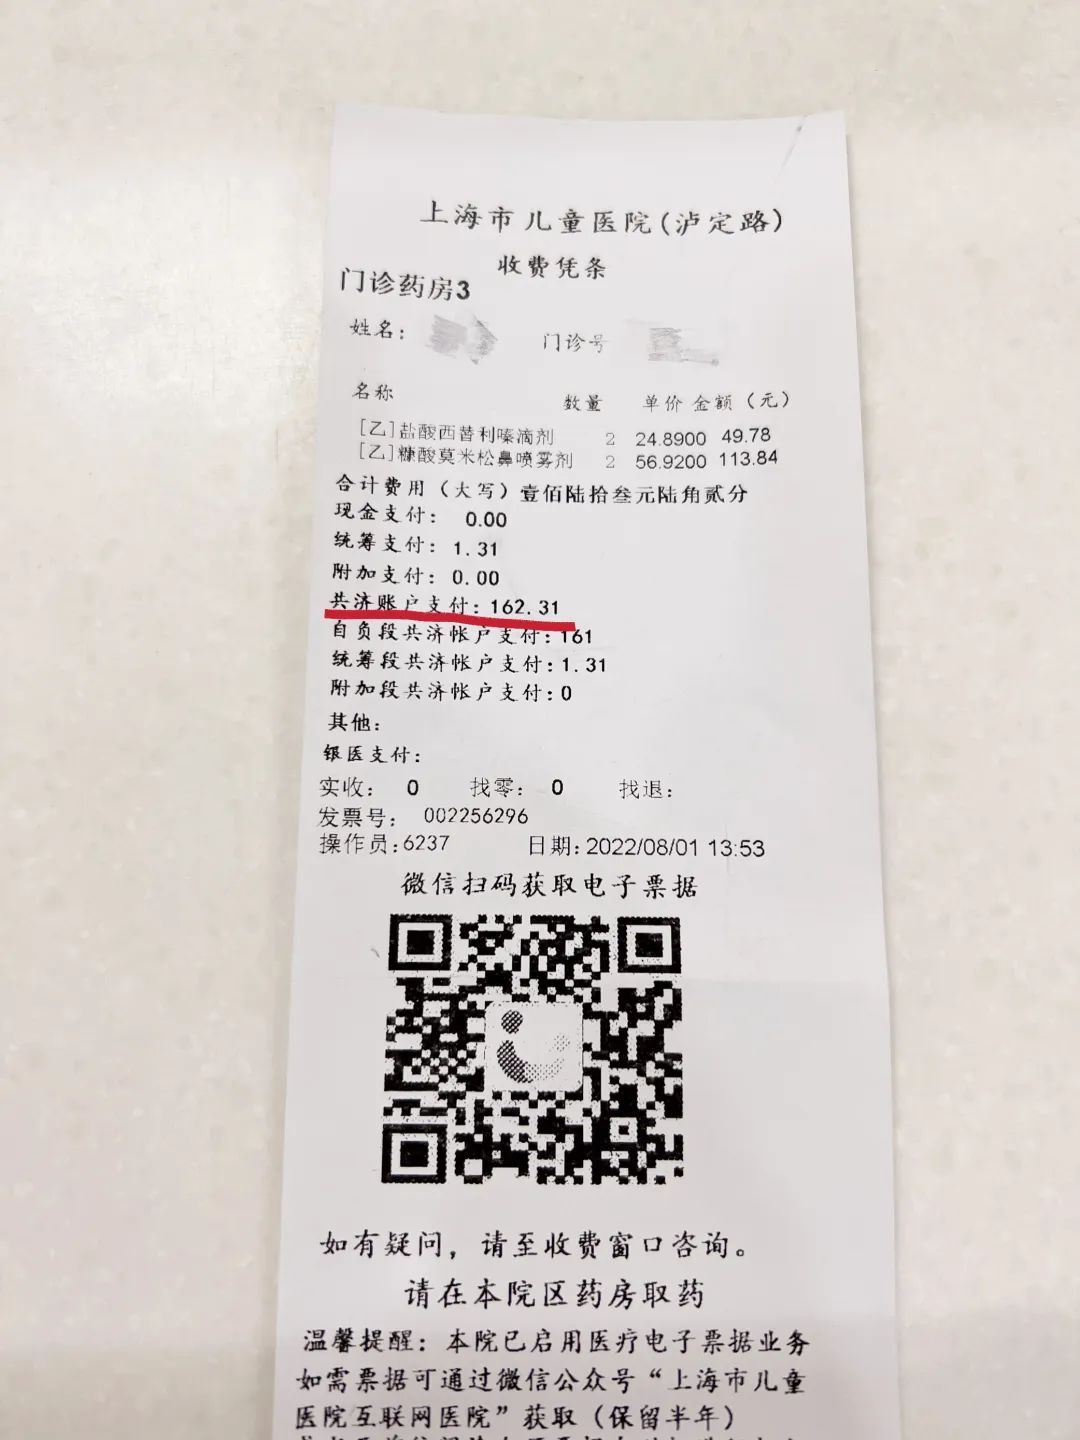 上海市儿童医院(泸定路)
收费凭条
门诊药房3
姓名: 门诊号
名称 数量 单价 金额(元)
[乙]盐酸西替利嗪滴剂 2 24.8900 49.78
[乙]糠酸莫米松鼻喷雾剂 2 56.9200 113.84
合计费用(大写)壹佰陆拾叁元陆角贰分
现金支付: 0.00
统筹支付: 1.31
附加支付: 0.00
共济账户支付: 162.31
自负段共济帐户支付: 161
统筹段共济帐户支付: 1.31
附加段共济帐户支付: 0
其他:
银医支付:
实收: 0 找零: 0 找退:
发票号: 002256296
操作员:6237 日期: 2022/08/01 13:53
微信扫码获取电子票据
如有疑问，请至收费窗口咨询。
请在本院区药房取药
温馨提醒: 本院已启用医疗电子票据业务
如需票据可通过微信公众号“上海市儿童
医院互联网医院”获取(保留半年)